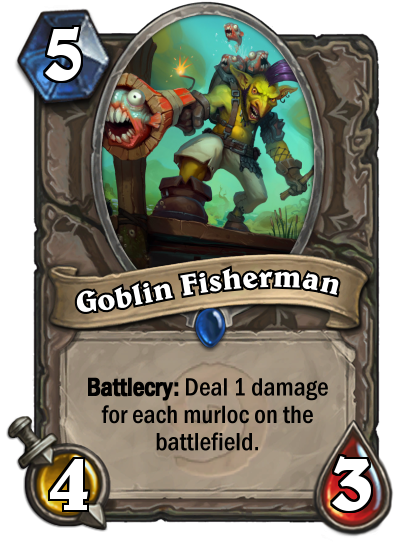 5
Goblin Fisherman
Battlecry: Deal 1 damage
for each murloc on the
battlefield.
4
3